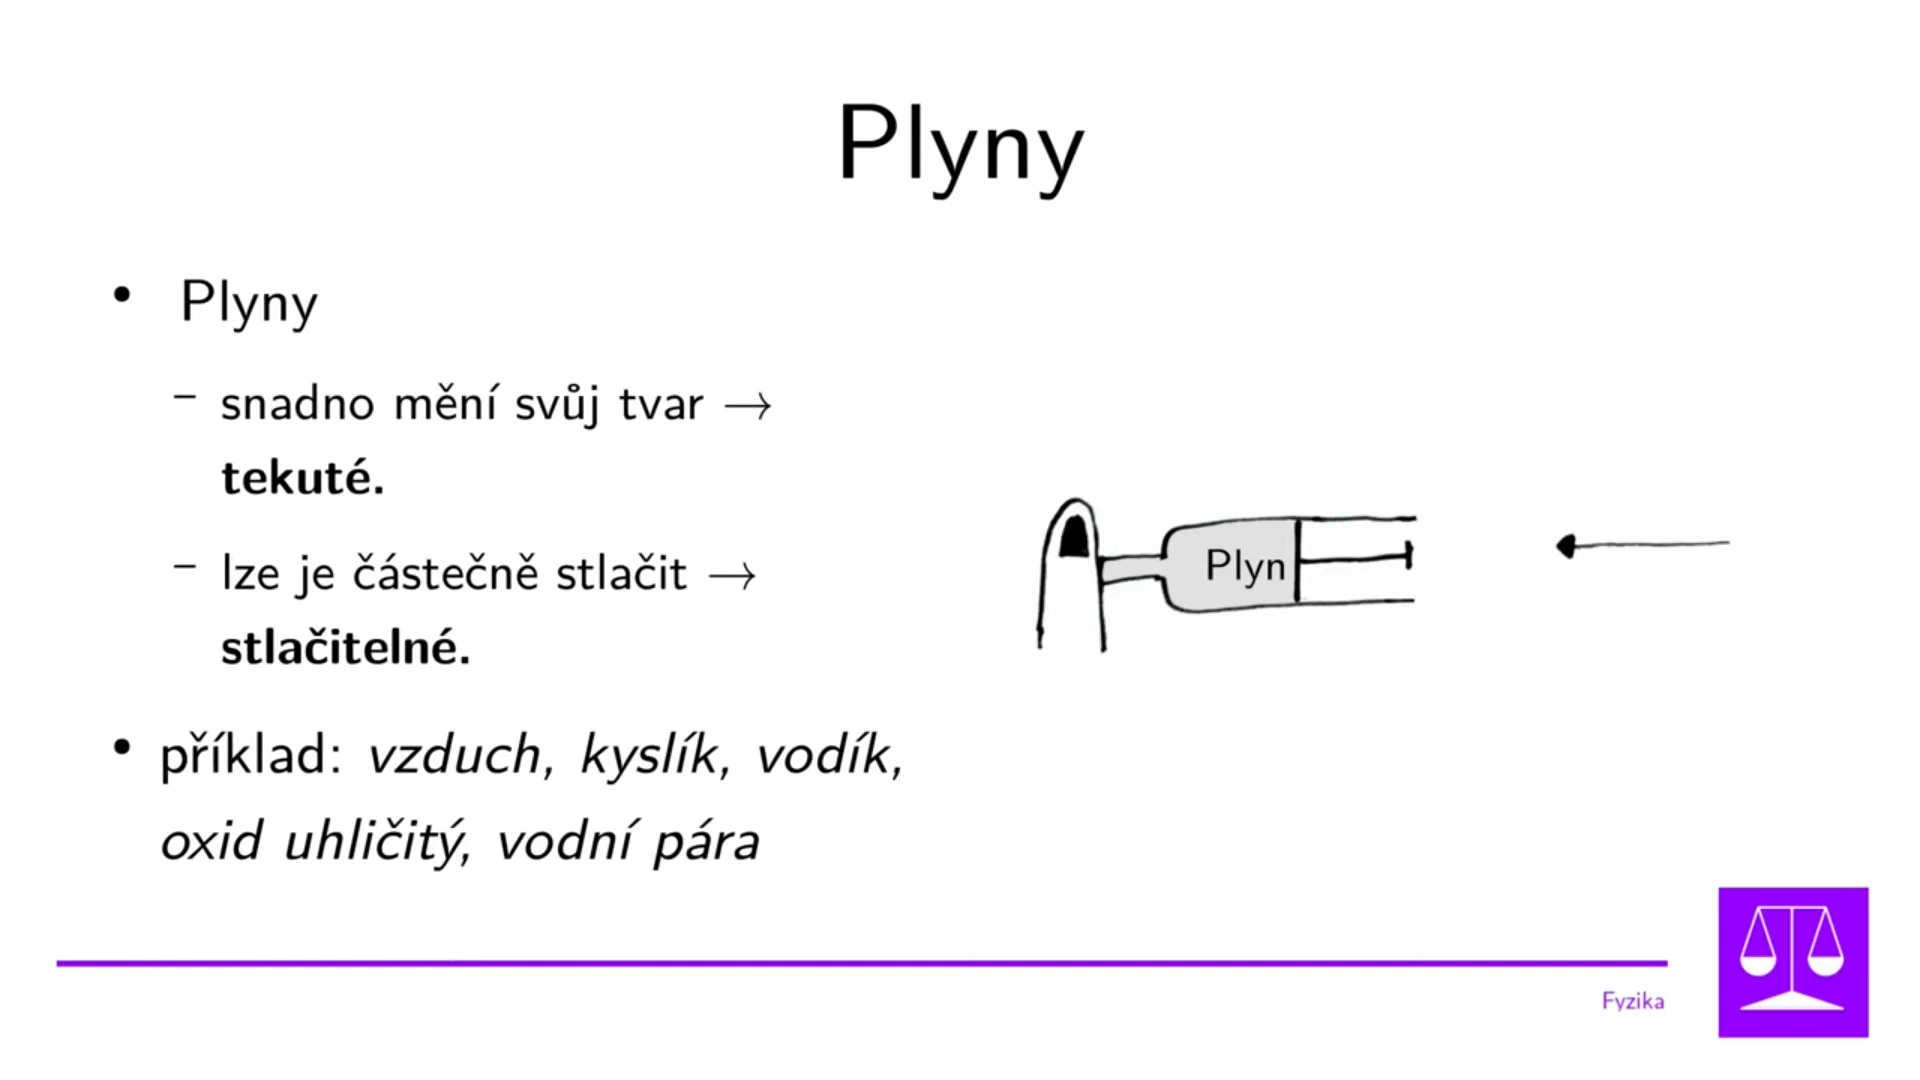 Plyny
• Plyny
– snadno mění svůj tvar →
tekuté.
– lze je částečně stlačit →
stlačitelné.
• příklad: vzduch, kyslík, vodík,
oxid uhličitý, vodní pára
Plyn
Fyzika